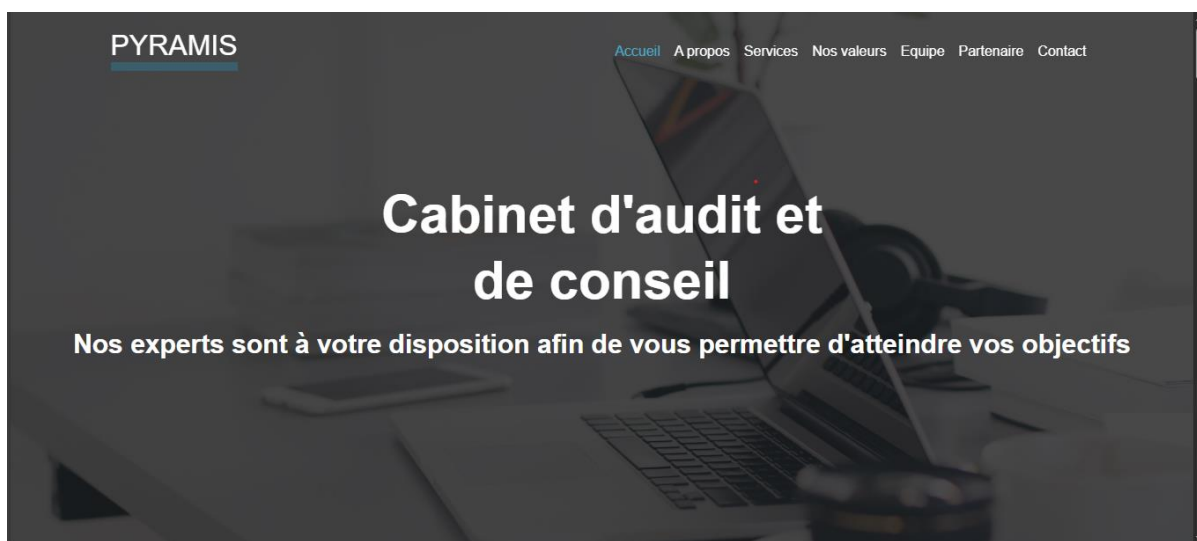 PYRAMIS
Accueil A propos Services Nos valeurs Equipe Partenaire Contact
Cabinet d'audit et
de conseil
Nos experts sont à votre disposition afin de vous permettre d'atteindre vos objectifs